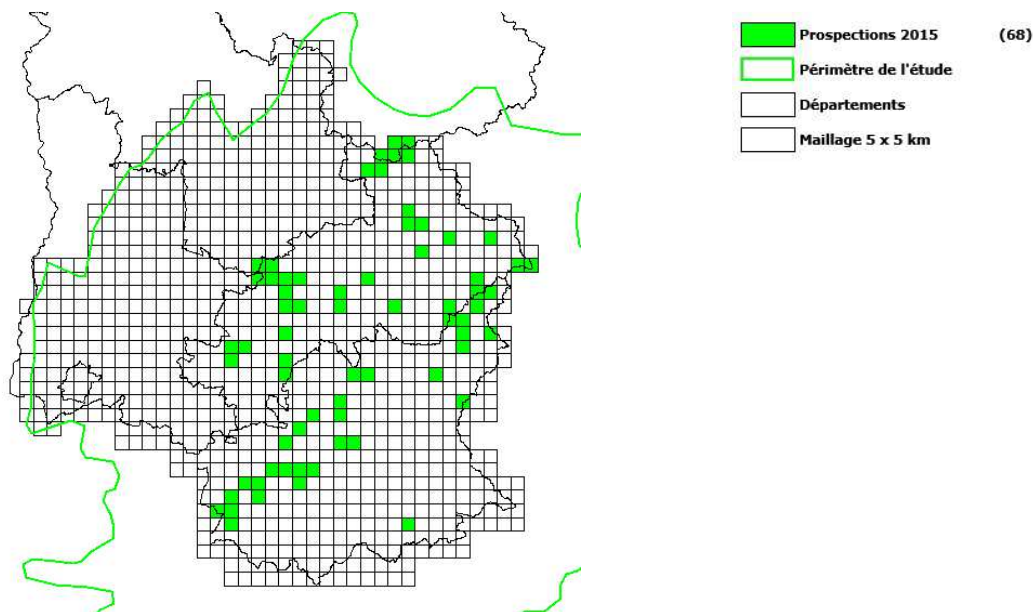 Prospections 2015 (68)
Périmètre de l'étude
Départements
Maillage 5 x 5 km